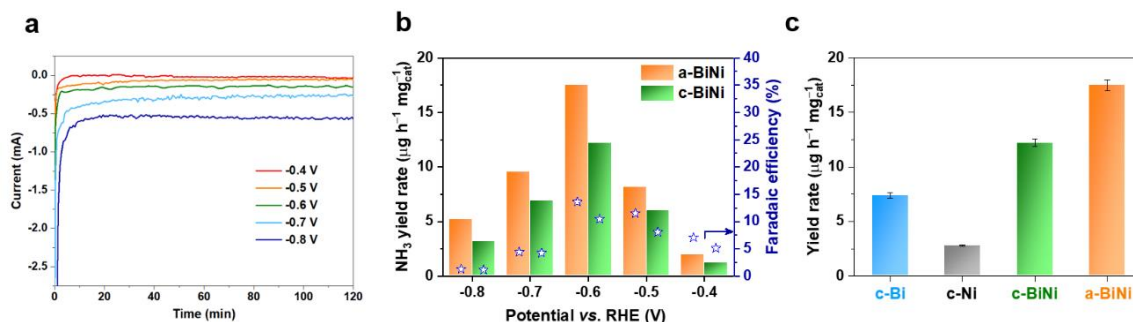 a
0.0
-0.5
-1.0
-1.5
-2.0
-2.5
Current (mA)
-0.4 V
-0.5 V
-0.6 V
-0.7 V
-0.8 V
0 20 40 60 80 100 120
Time (min)
b
NH₃ yield rate (μg h⁻¹ mg⁻¹cat)
20
15
10
5
0
a-BiNi
c-BiNi
40
35
30
25
20
15
10
5
0
Faradaic efficiency (%)
-0.8 -0.7 -0.6 -0.5 -0.4
Potential vs. RHE (V)
c
Yield rate (μg h⁻¹ mg⁻¹cat)
20
15
10
5
0
c-Bi c-Ni c-BiNi a-BiNi